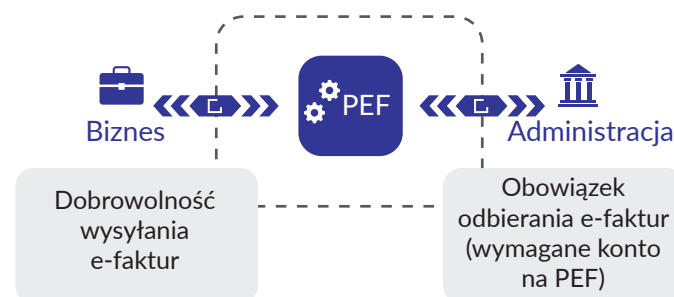 PEF
Biznes
Administracja
Dobrowolność
wysyłania
e-faktur
Obowiązek
odbierania e-faktur
(wymagane konto
na PEF)